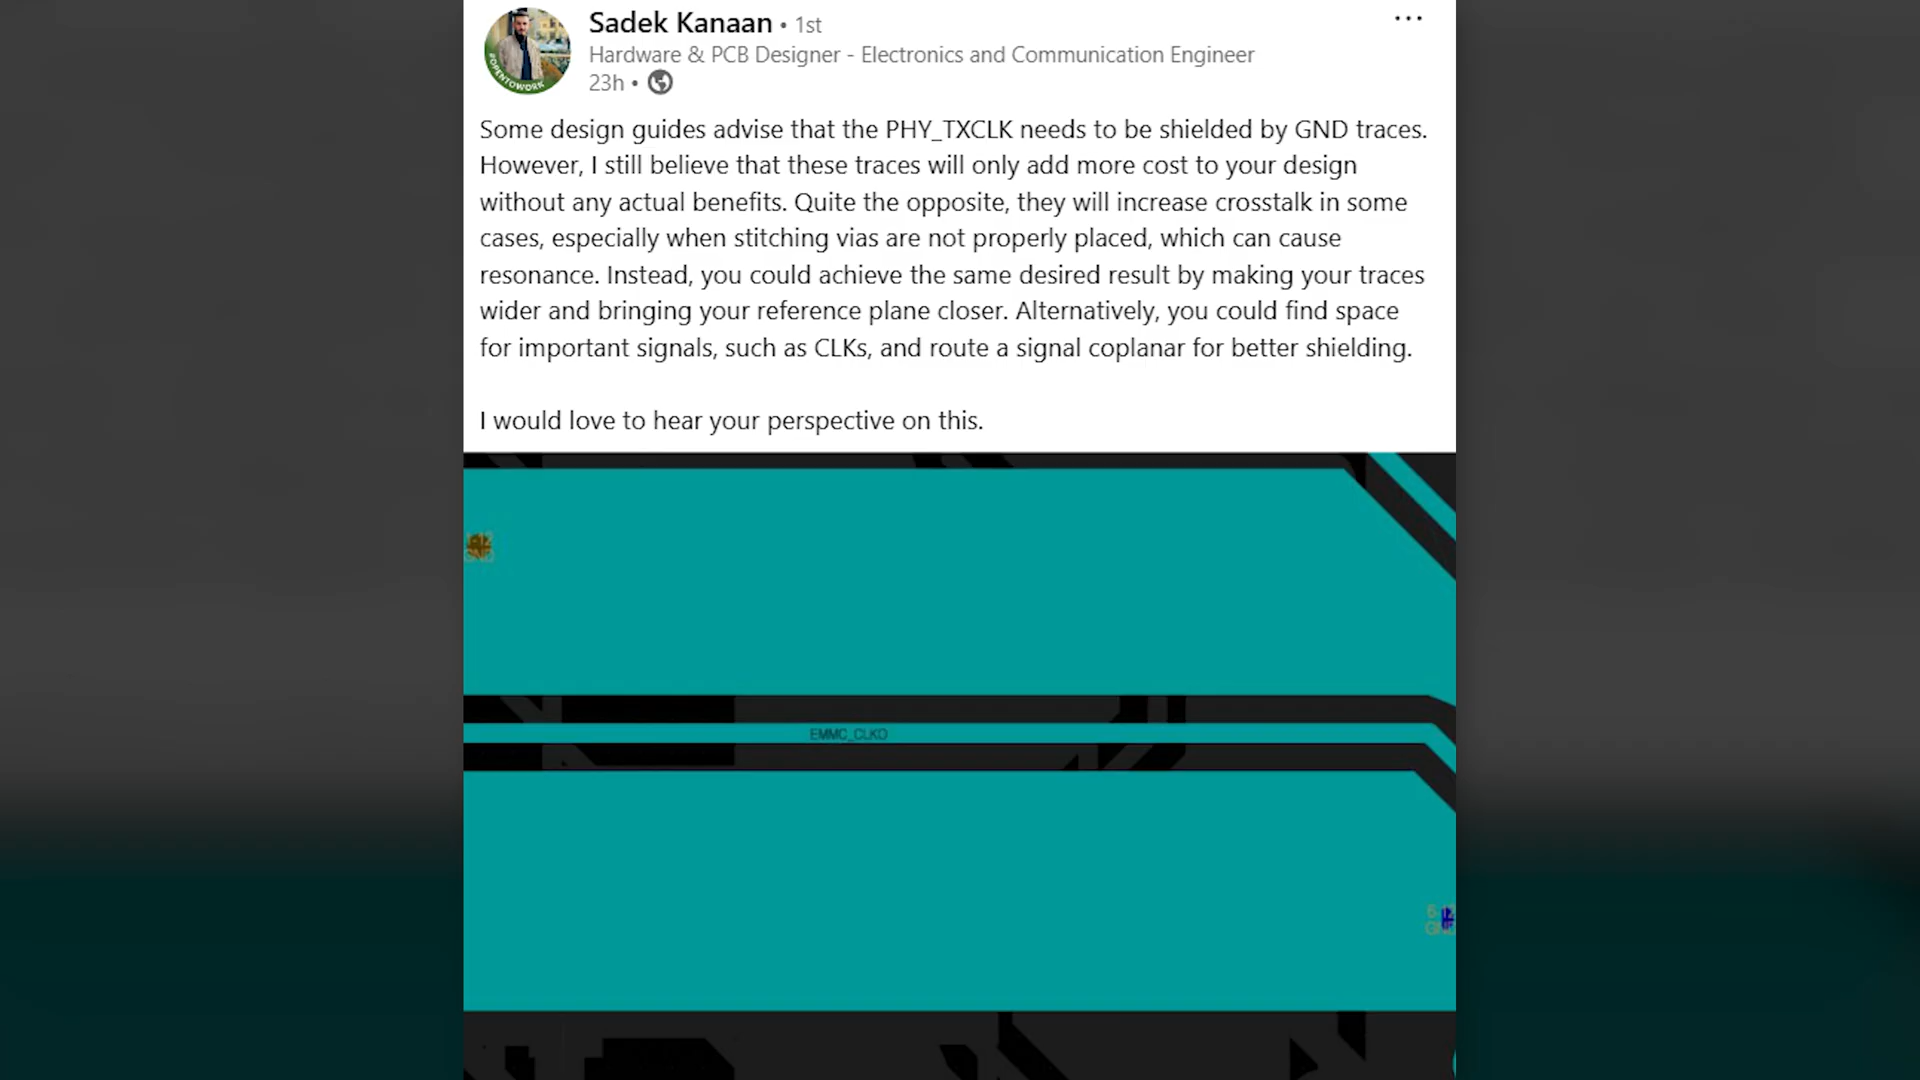 Sadek Kanaan • 1st
Hardware & PCB Designer - Electronics and Communication Engineer
23h •
#OPENTOWORK
Some design guides advise that the PHY_TXCLK needs to be shielded by GND traces.
However, I still believe that these traces will only add more cost to your design
without any actual benefits. Quite the opposite, they will increase crosstalk in some
cases, especially when stitching vias are not properly placed, which can cause
resonance. Instead, you could achieve the same desired result by making your traces
wider and bringing your reference plane closer. Alternatively, you could find space
for important signals, such as CLKs, and route a signal coplanar for better shielding.
I would love to hear your perspective on this.
GND
EMMC_CLKO